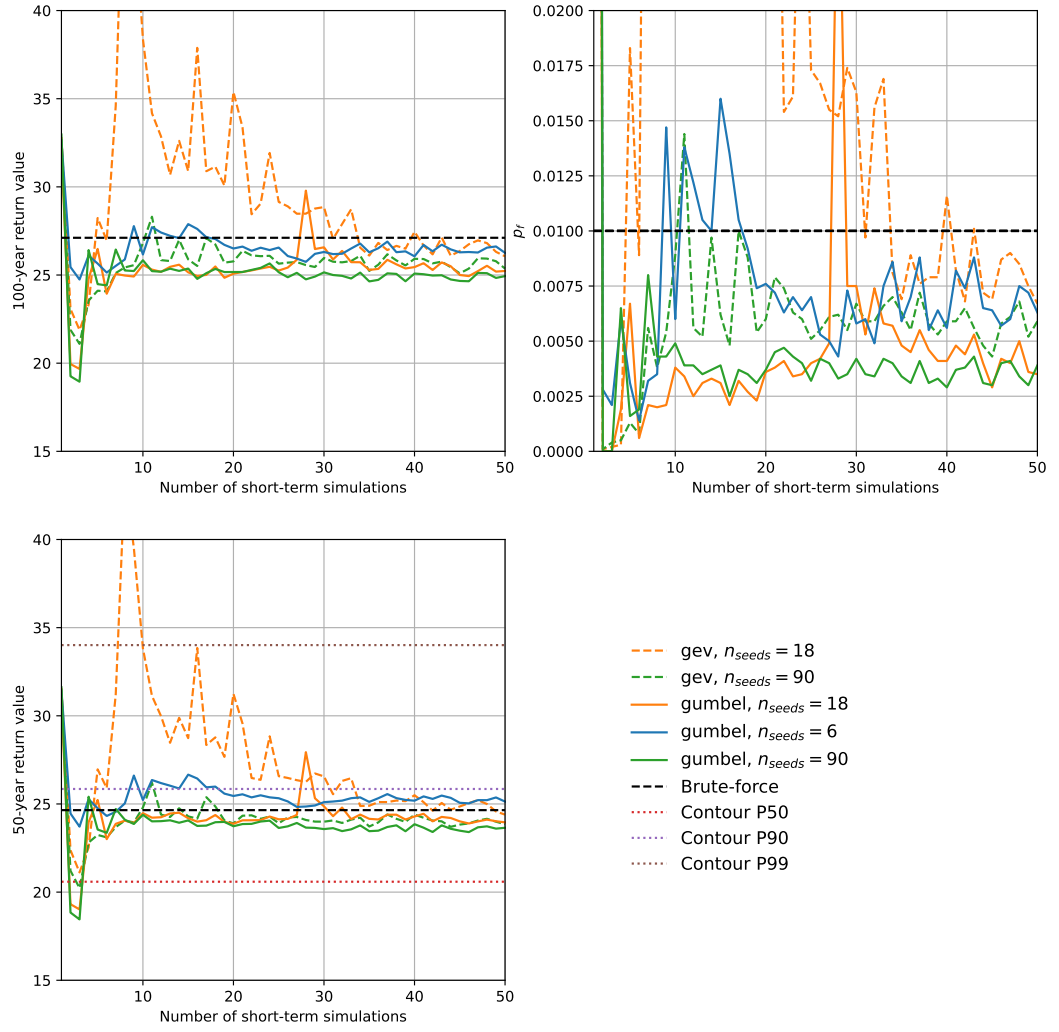 40
35
30
25
20
15
100-year return value
10 20 30 40 50
Number of short-term simulations
0.0200
0.0175
0.0150
0.0125
0.0100
0.0075
0.0050
0.0025
0.0000
p_f
10 20 30 40 50
Number of short-term simulations
40
35
30
25
20
15
50-year return value
10 20 30 40 50
Number of short-term simulations
gev, n_seeds = 18
gev, n_seeds = 90
gumbel, n_seeds = 18
gumbel, n_seeds = 6
gumbel, n_seeds = 90
Brute-force
Contour P50
Contour P90
Contour P99